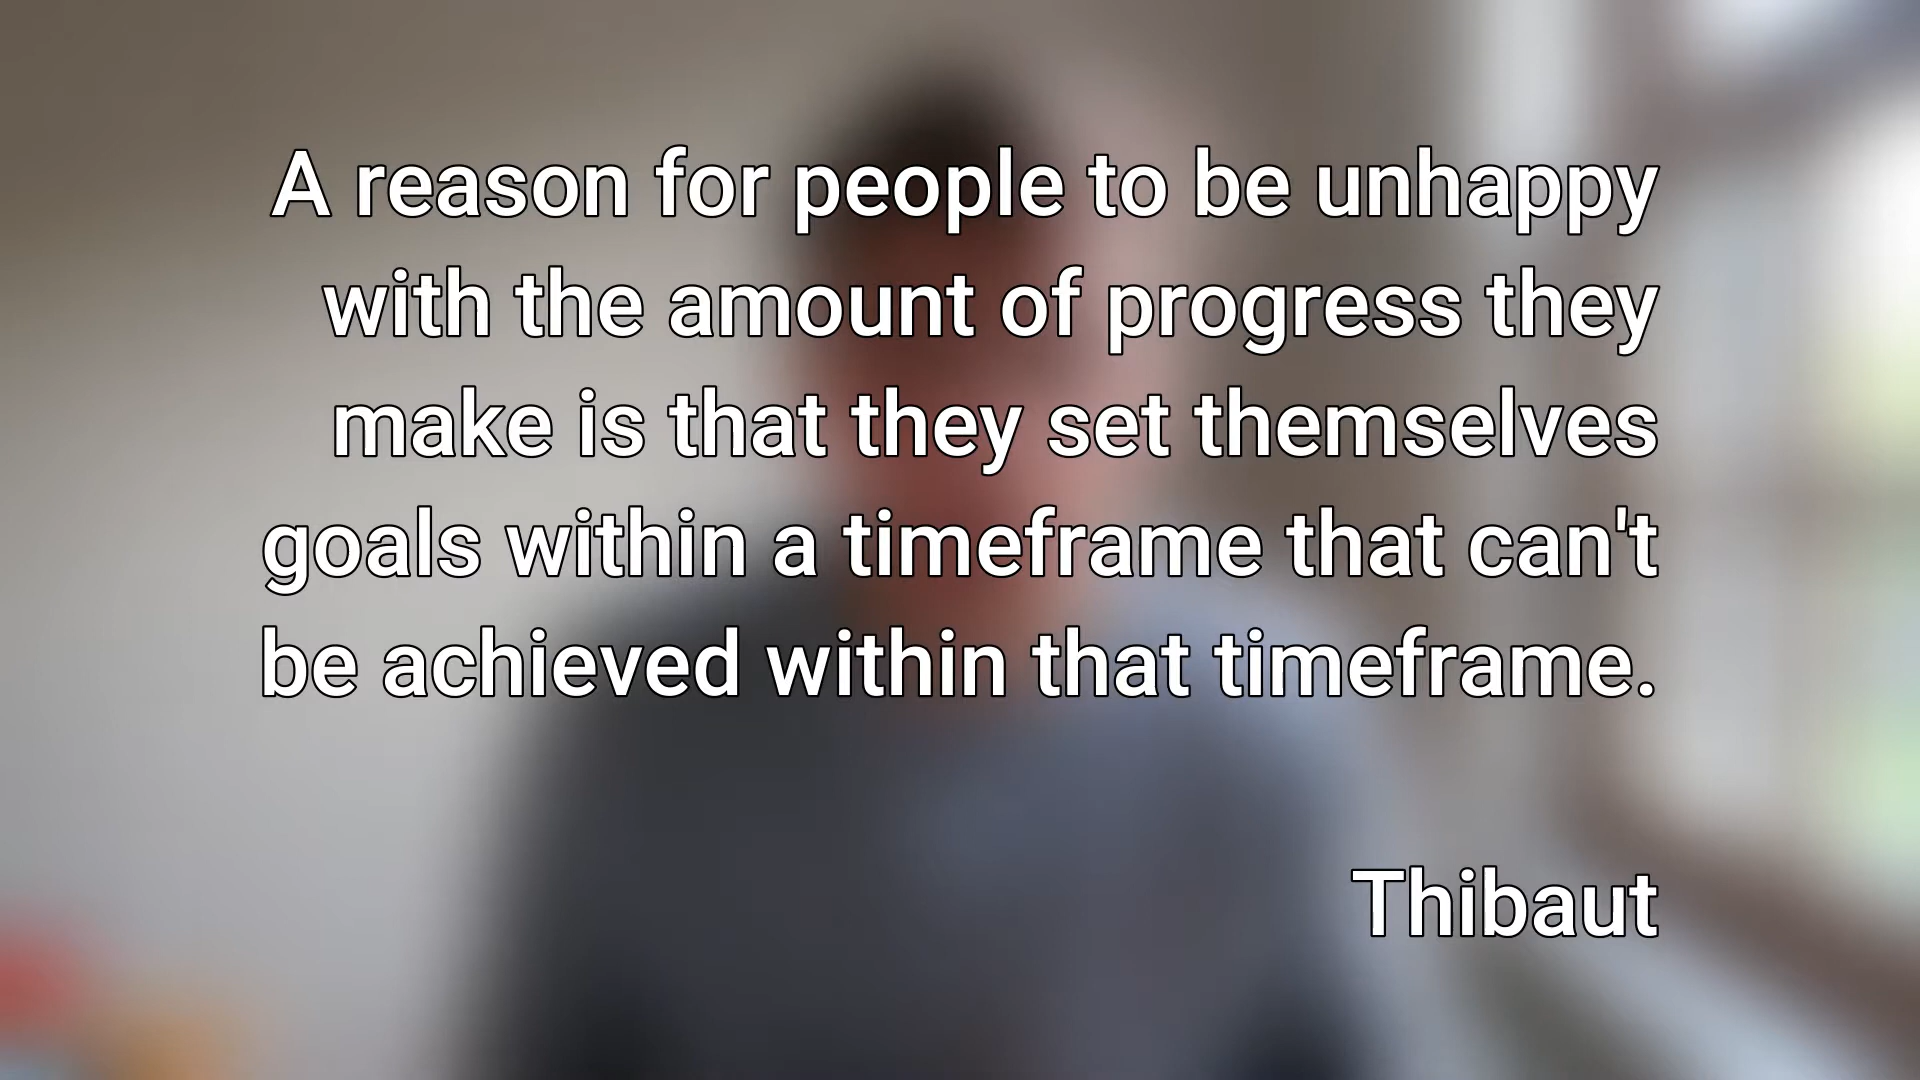 A reason for people to be unhappy
with the amount of progress they
make is that they set themselves
goals within a timeframe that can't
be achieved within that timeframe.
Thibaut